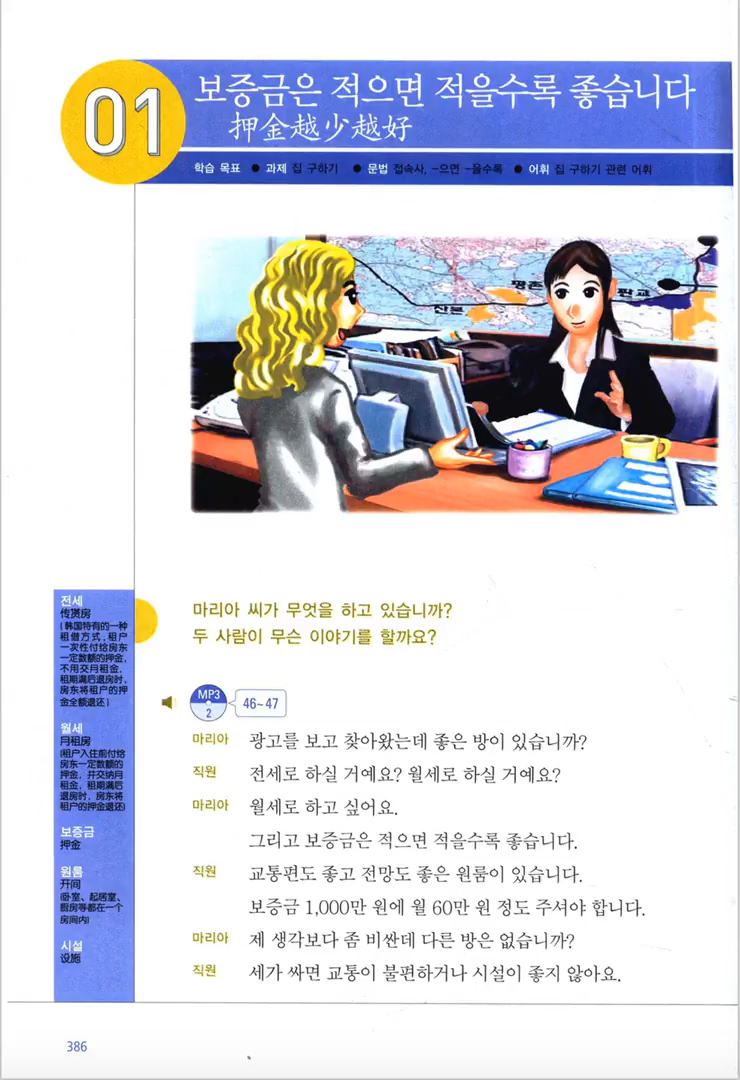 01
보증금은 적으면 적을수록 좋습니다
押金越少越好
학습 목표 ● 과제 집 구하기 ● 문법 접속사, -으면 -을수록 ● 어휘 집 구하기 관련 어휘
평촌
판교
산본
전세
传贳房
(韩国特有的一种
租借方式,租户
一次性付给房东
一定数额的押金,
不用交月租金,
租期满后退房时,
房东将租户的押
金全额退还)
월세
月租房
(租户入住前付给
房东一定数额的
押金,并交纳月
租金,租期满后
退房时,房东将
租户的押金退还)
보증금
押金
원룸
开间
(卧室、起居室、
厨房等都在一个
房间内)
시설
设施
마리아 씨가 무엇을 하고 있습니까?
두 사람이 무슨 이야기를 할까요?
MP3
2
46~47
마리아 광고를 보고 찾아왔는데 좋은 방이 있습니까?
직원 전세로 하실 거예요? 월세로 하실 거예요?
마리아 월세로 하고 싶어요.
그리고 보증금은 적으면 적을수록 좋습니다.
직원 교통편도 좋고 전망도 좋은 원룸이 있습니다.
보증금 1,000만 원에 월 60만 원 정도 주셔야 합니다.
마리아 제 생각보다 좀 비싼데 다른 방은 없습니까?
직원 세가 싸면 교통이 불편하거나 시설이 좋지 않아요.
386